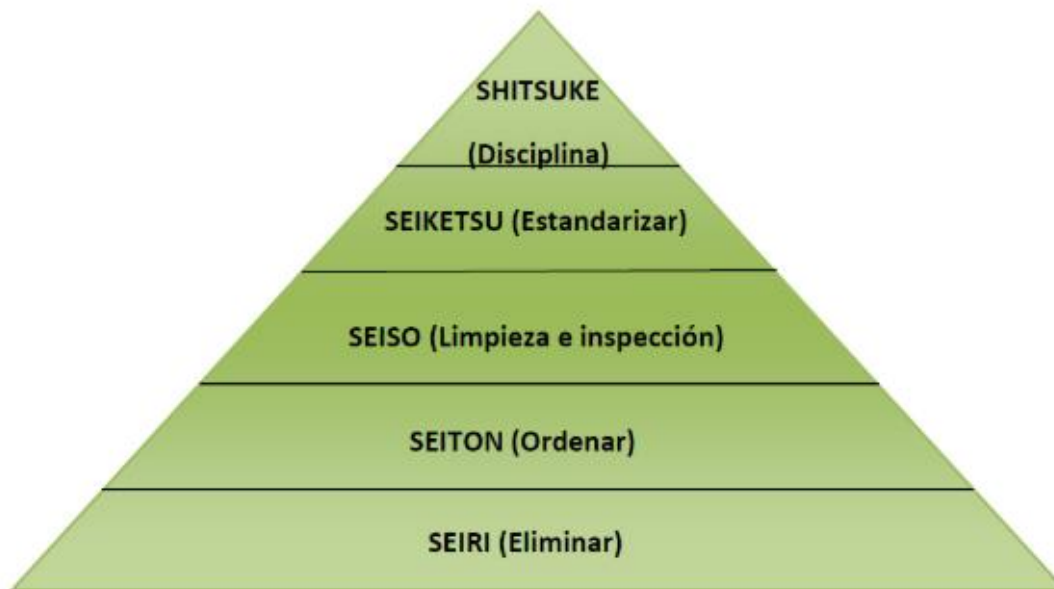 SHITSUKE
(Disciplina)
SEIKETSU (Estandarizar)
SEISO (Limpieza e inspección)
SEITON (Ordenar)
SEIRI (Eliminar)